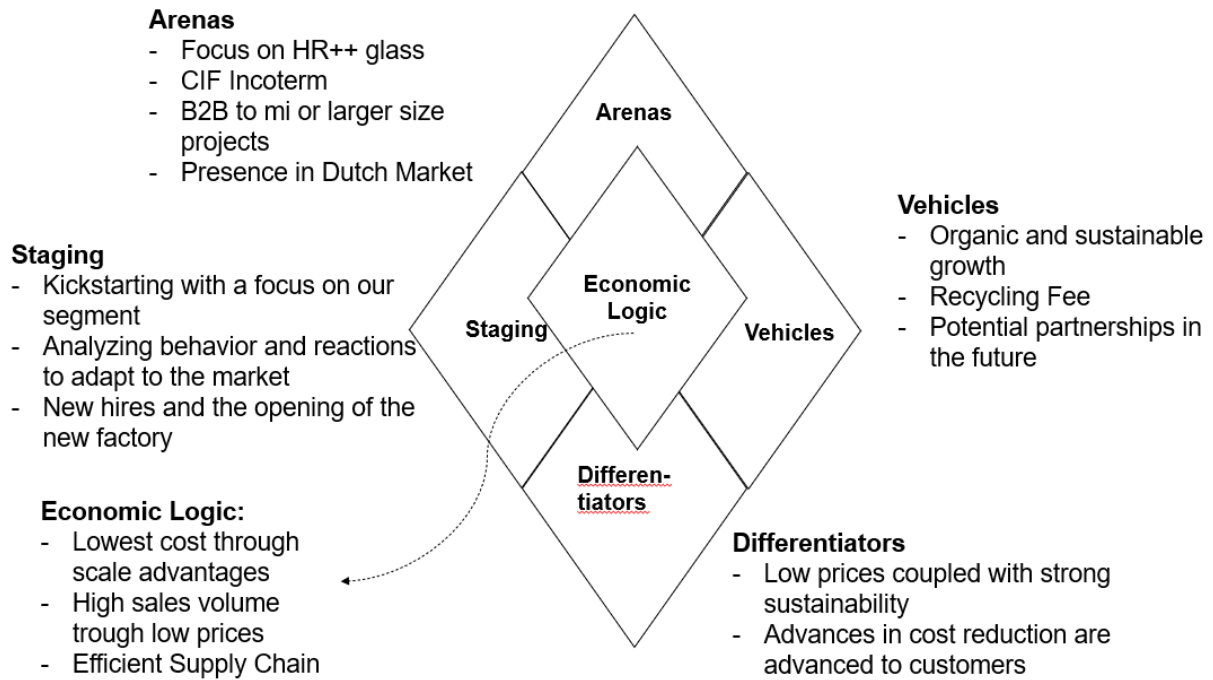 Arenas
- Focus on HR++ glass
- CIF Incoterm
- B2B to mi or larger size
projects
- Presence in Dutch Market
Arenas
Vehicles
- Organic and sustainable
growth
- Recycling Fee
- Potential partnerships in
the future
Staging
- Kickstarting with a focus on our
segment
- Analyzing behavior and reactions
to adapt to the market
- New hires and the opening of the
new factory
Economic
Logic
Staging
Vehicles
Differen-
tiators
Economic Logic:
- Lowest cost through
scale advantages
- High sales volume
trough low prices
- Efficient Supply Chain
Differentiators
- Low prices coupled with strong
sustainability
- Advances in cost reduction are
advanced to customers